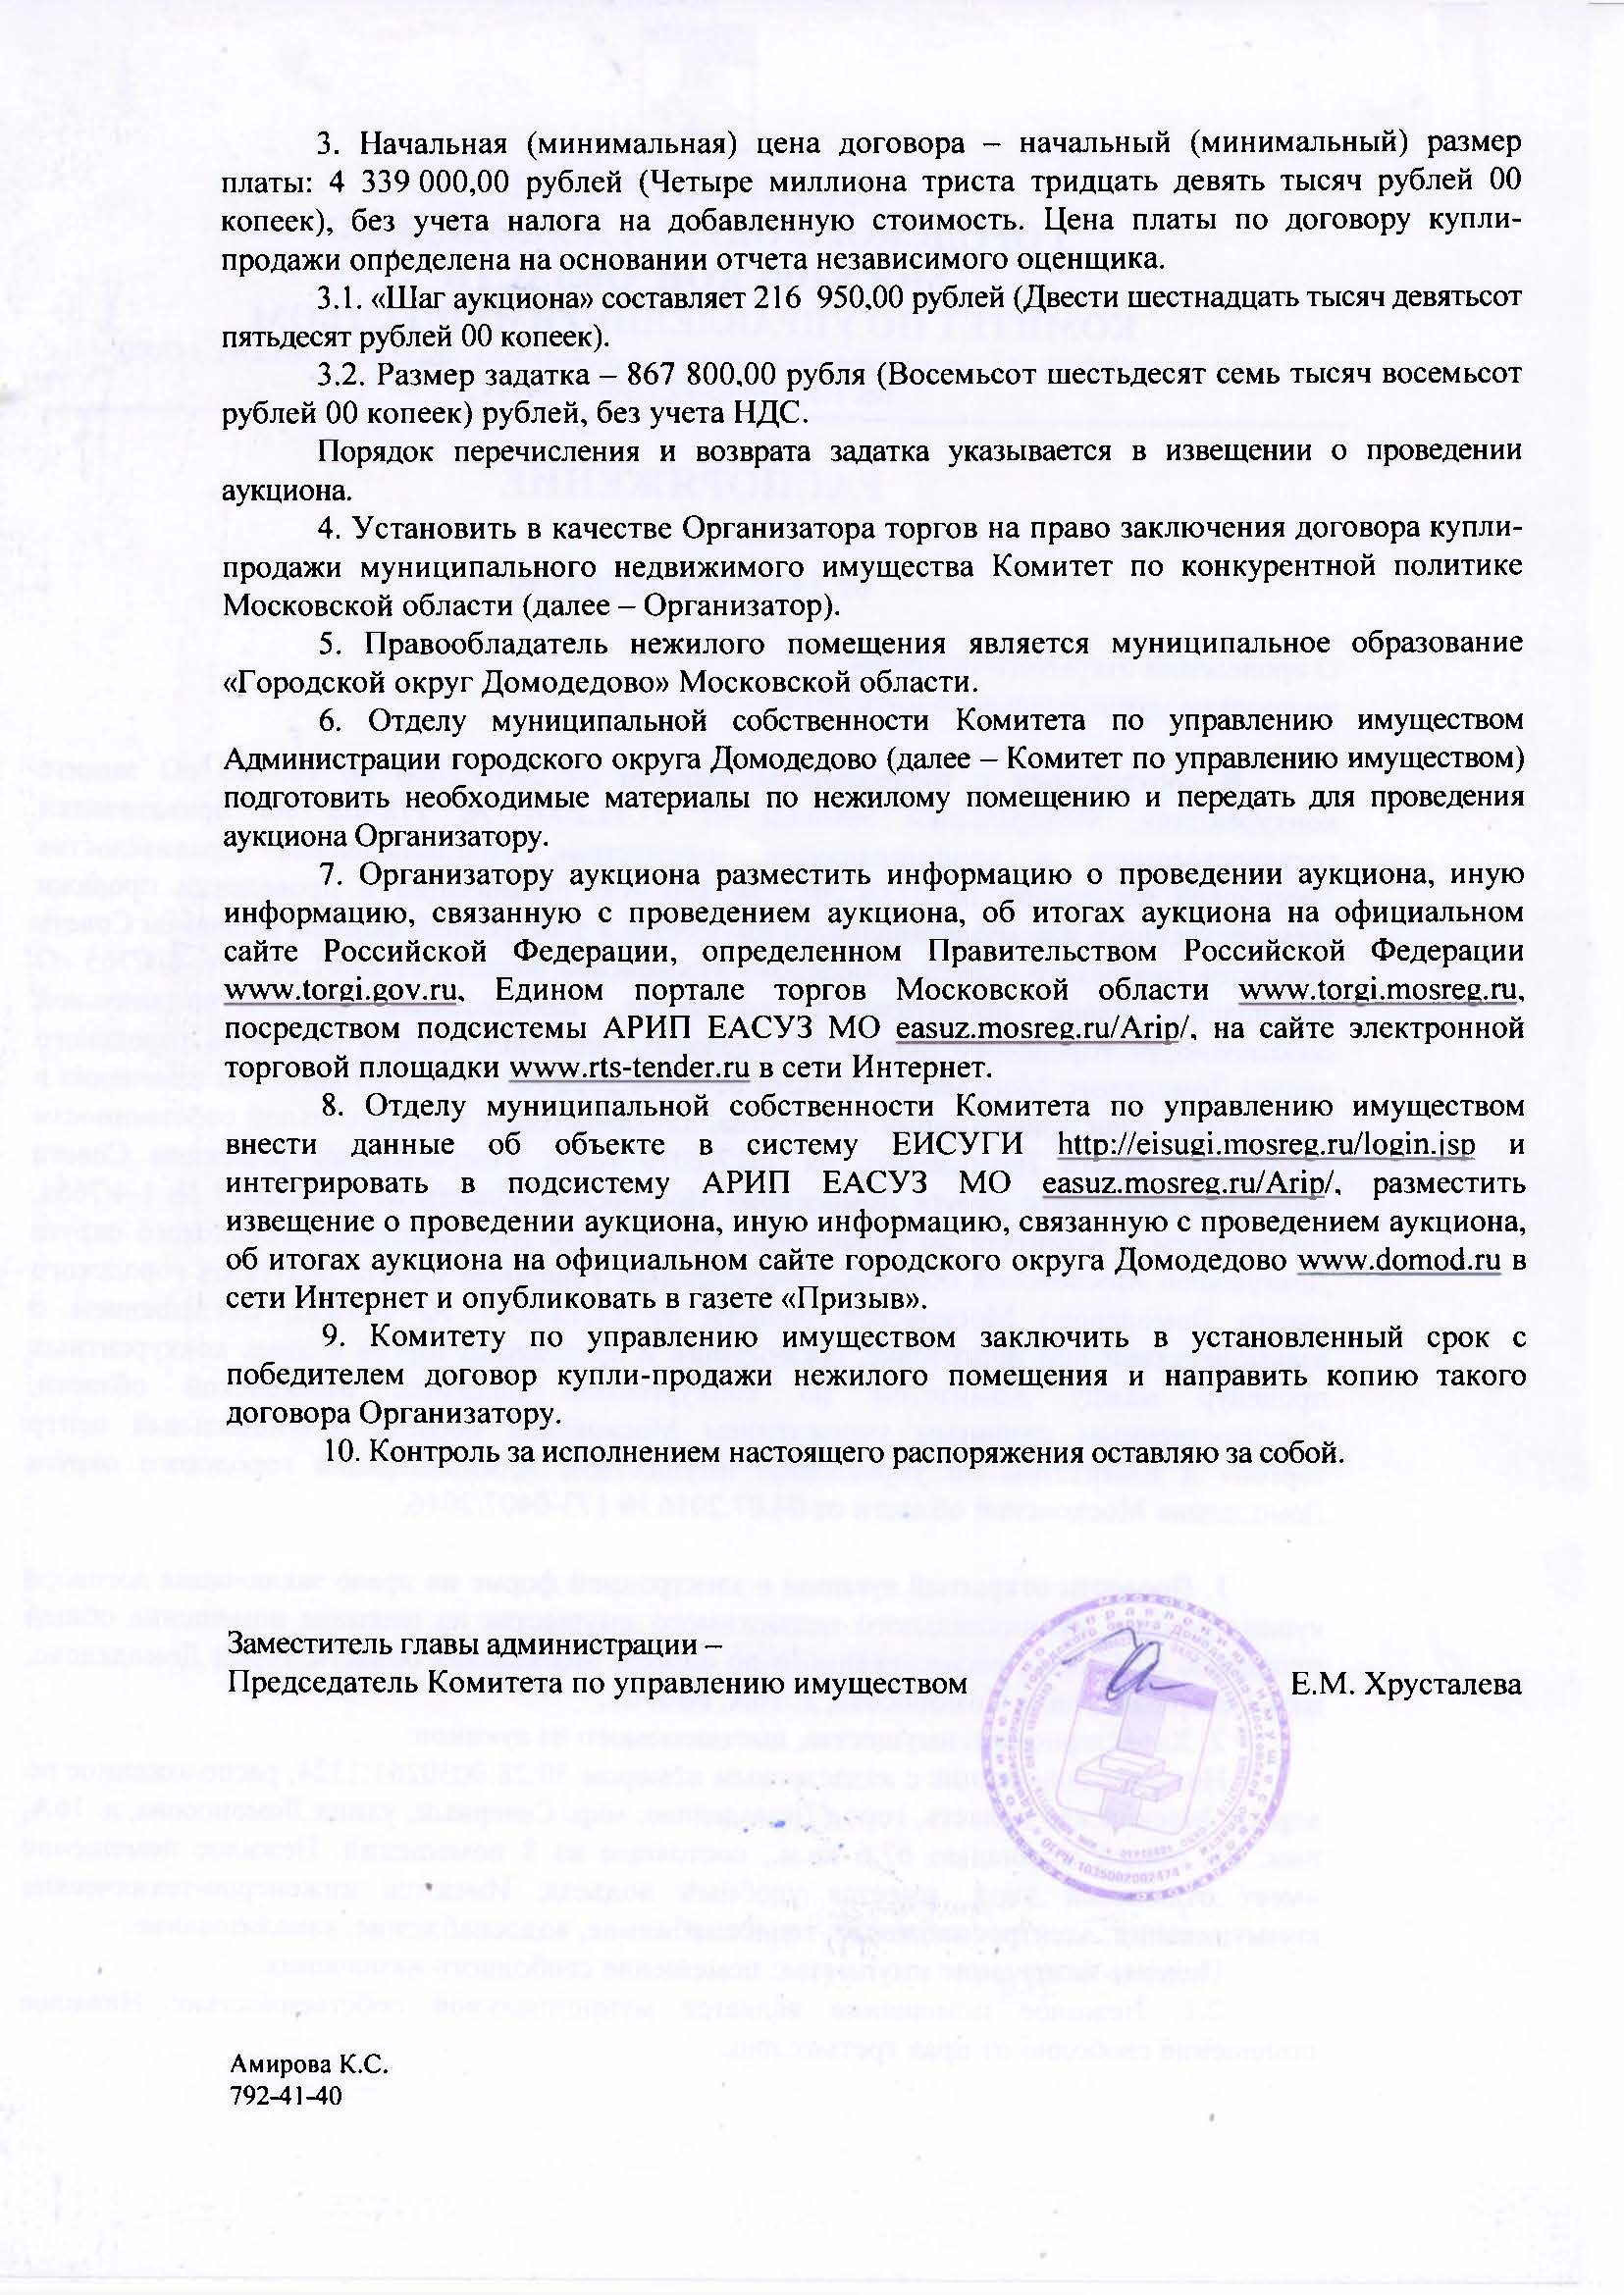 3. Начальная (минимальная) цена договора – начальный (минимальный) размер
платы: 4 339 000,00 рублей (Четыре миллиона триста тридцать девять тысяч рублей 00
копеек), без учета налога на добавленную стоимость. Цена платы по договору купли-
продажи определена на основании отчета независимого оценщика.
3.1. «Шаг аукциона» составляет 216 950,00 рублей (Двести шестнадцать тысяч девятьсот
пятьдесят рублей 00 копеек).
3.2. Размер задатка – 867 800,00 рубля (Восемьсот шестьдесят семь тысяч восемьсот
рублей 00 копеек) рублей, без учета НДС.
Порядок перечисления и возврата задатка указывается в извещении о проведении
аукциона.
4. Установить в качестве Организатора торгов на право заключения договора купли-
продажи муниципального недвижимого имущества Комитет по конкурентной политике
Московской области (далее – Организатор).
5. Правообладатель нежилого помещения является муниципальное образование
«Городской округ Домодедово» Московской области.
6. Отделу муниципальной собственности Комитета по управлению имуществом
Администрации городского округа Домодедово (далее – Комитет по управлению имуществом)
подготовить необходимые материалы по нежилому помещению и передать для проведения
аукциона Организатору.
7. Организатору аукциона разместить информацию о проведении аукциона, иную
информацию, связанную с проведением аукциона, об итогах аукциона на официальном
сайте Российской Федерации, определенном Правительством Российской Федерации
www.torgi.gov.ru, Едином портале торгов Московской области www.torgi.mosreg.ru,
посредством подсистемы АРИП ЕАСУЗ МО easuz.mosreg.ru/Arip/, на сайте электронной
торговой площадки www.rts-tender.ru в сети Интернет.
8. Отделу муниципальной собственности Комитета по управлению имуществом
внести данные об объекте в систему ЕИСУГИ http://eisugi.mosreg.ru/login.jsp и
интегрировать в подсистему АРИП ЕАСУЗ МО easuz.mosreg.ru/Arip/, разместить
извещение о проведении аукциона, иную информацию, связанную с проведением аукциона,
об итогах аукциона на официальном сайте городского округа Домодедово www.domod.ru в
сети Интернет и опубликовать в газете «Призыв».
9. Комитету по управлению имуществом заключить в установленный срок с
победителем договор купли-продажи нежилого помещения и направить копию такого
договора Организатору.
10. Контроль за исполнением настоящего распоряжения оставляю за собой.
Заместитель главы администрации –
Председатель Комитета по управлению имуществом Е.М. Хрусталева
ОГРН 1035002002474
Амирова К.С.
792-41-40